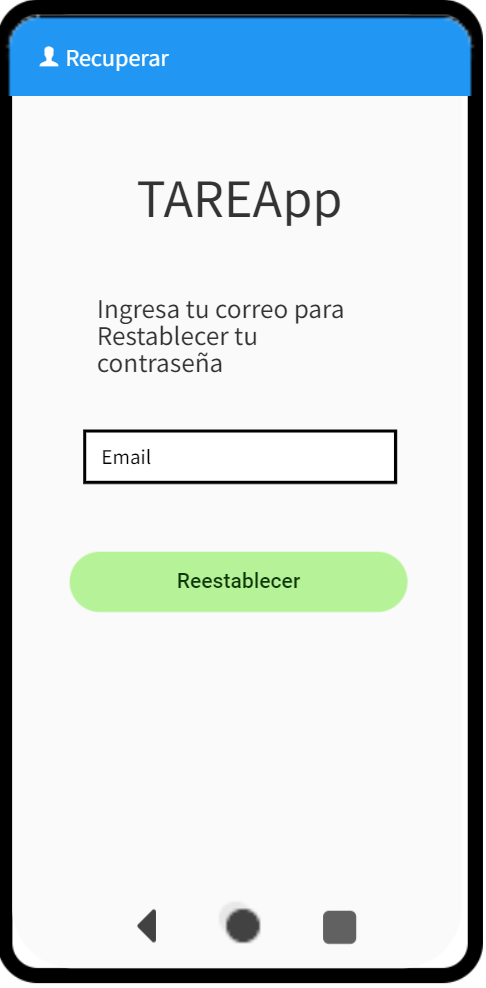 Recuperar
TAREApp
Ingresa tu correo para
Restablecer tu
contraseña
Email
Reestablecer